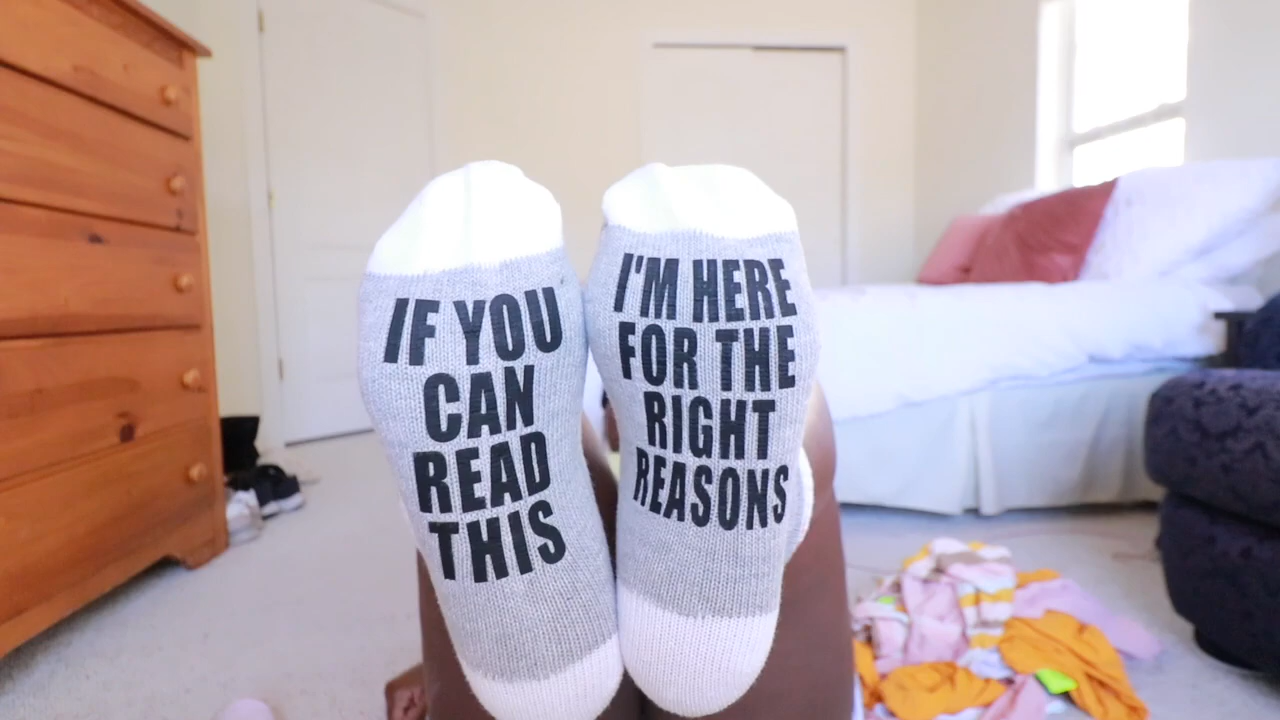 IF YOU
CAN
READ
THIS
I'M HERE
FOR THE
RIGHT
REASONS